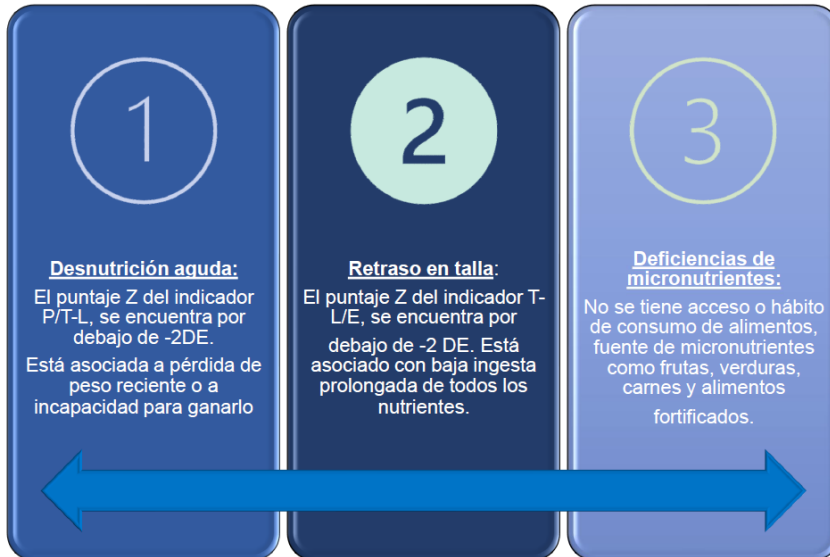 1
Desnutrición aguda:
El puntaje Z del indicador
P/T-L, se encuentra por
debajo de -2DE.
Está asociada a pérdida de
peso reciente o a
incapacidad para ganarlo
2
Retraso en talla:
El puntaje Z del indicador T-
L/E, se encuentra por
debajo de -2 DE. Está
asociado con baja ingesta
prolongada de todos los
nutrientes.
3
Deficiencias de
micronutrientes:
No se tiene acceso o hábito
de consumo de alimentos,
fuente de micronutrientes
como frutas, verduras,
carnes y alimentos
fortificados.